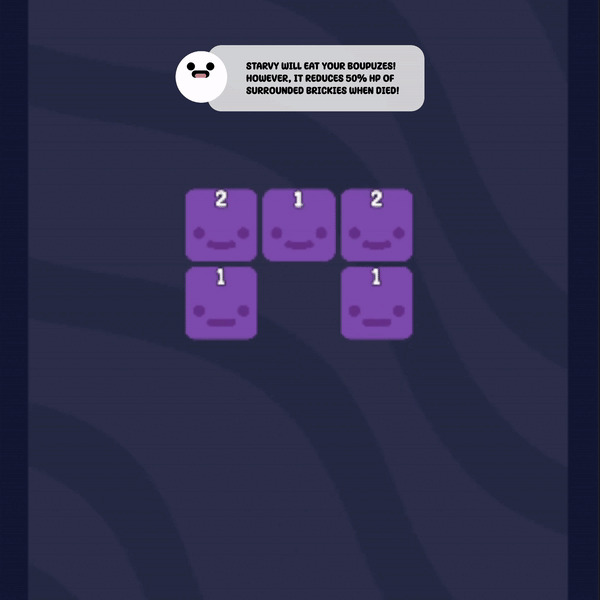 STARVY WILL EAT YOUR BOUPUZES!
HOWEVER, IT REDUCES 50% HP OF
SURROUNDED BRICKIES WHEN DIED!
2 1 2
1 1